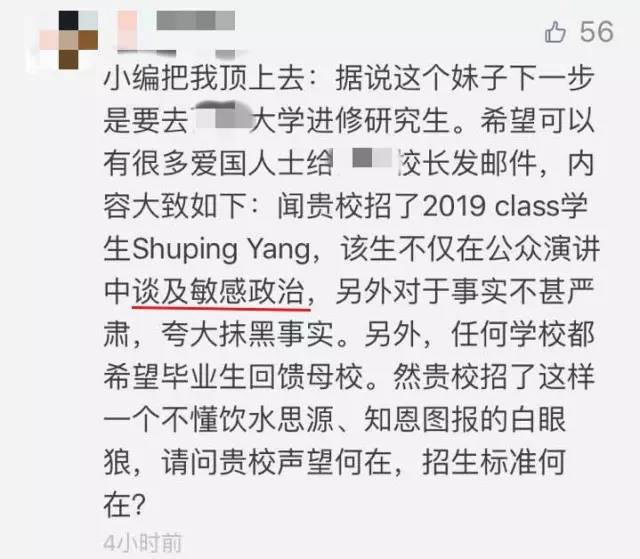 56
小编把我顶上去：据说这个妹子下一步
是要去大学进修研究生。希望可以
有很多爱国人士给校长发邮件，内
容大致如下：闻贵校招了2019 class学
生Shuping Yang，该生不仅在公众演讲
中谈及敏感政治，另外对于事实不甚严
肃，夸大抹黑事实。另外，任何学校都
希望毕业生回馈母校。然贵校招了这样
一个不懂饮水思源、知恩图报的白眼
狼，请问贵校声望何在，招生标准何
在？
4小时前